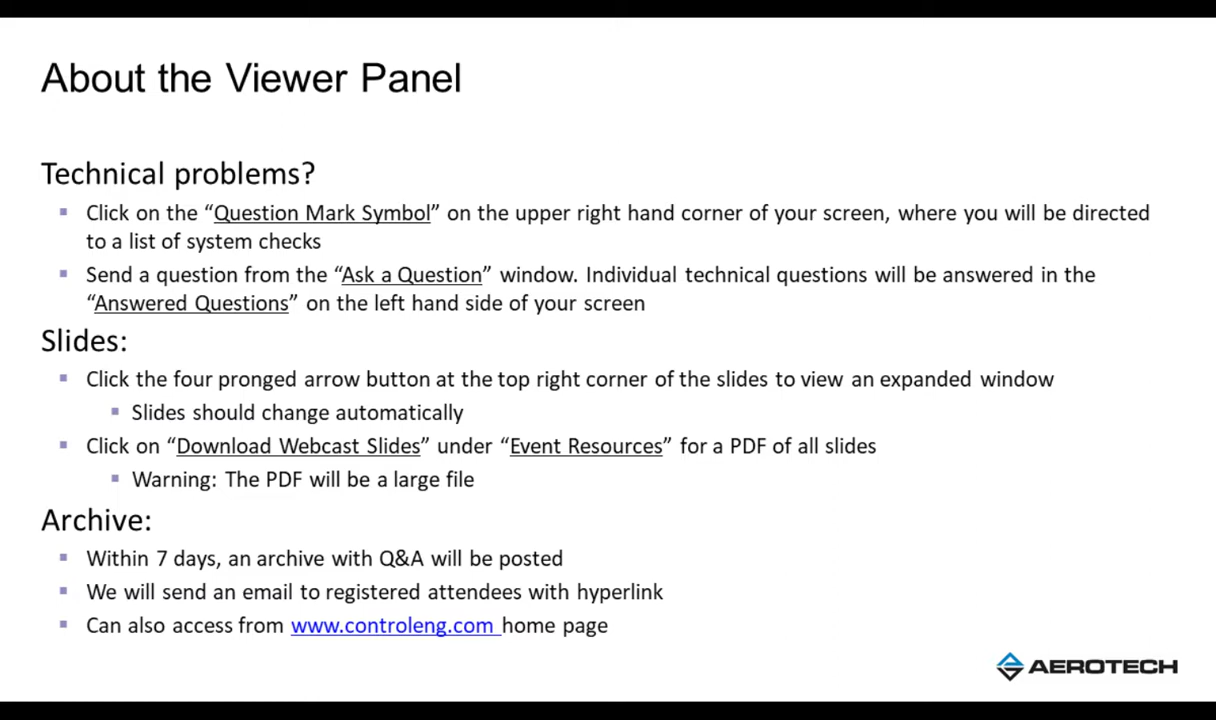 About the Viewer Panel
Technical problems?
Click on the “Question Mark Symbol” on the upper right hand corner of your screen, where you will be directed
to a list of system checks
Send a question from the “Ask a Question” window. Individual technical questions will be answered in the
“Answered Questions” on the left hand side of your screen
Slides:
Click the four pronged arrow button at the top right corner of the slides to view an expanded window
Slides should change automatically
Click on “Download Webcast Slides” under “Event Resources” for a PDF of all slides
Warning: The PDF will be a large file
Archive:
Within 7 days, an archive with Q&A will be posted
We will send an email to registered attendees with hyperlink
Can also access from www.controleng.com home page
AEROTECH